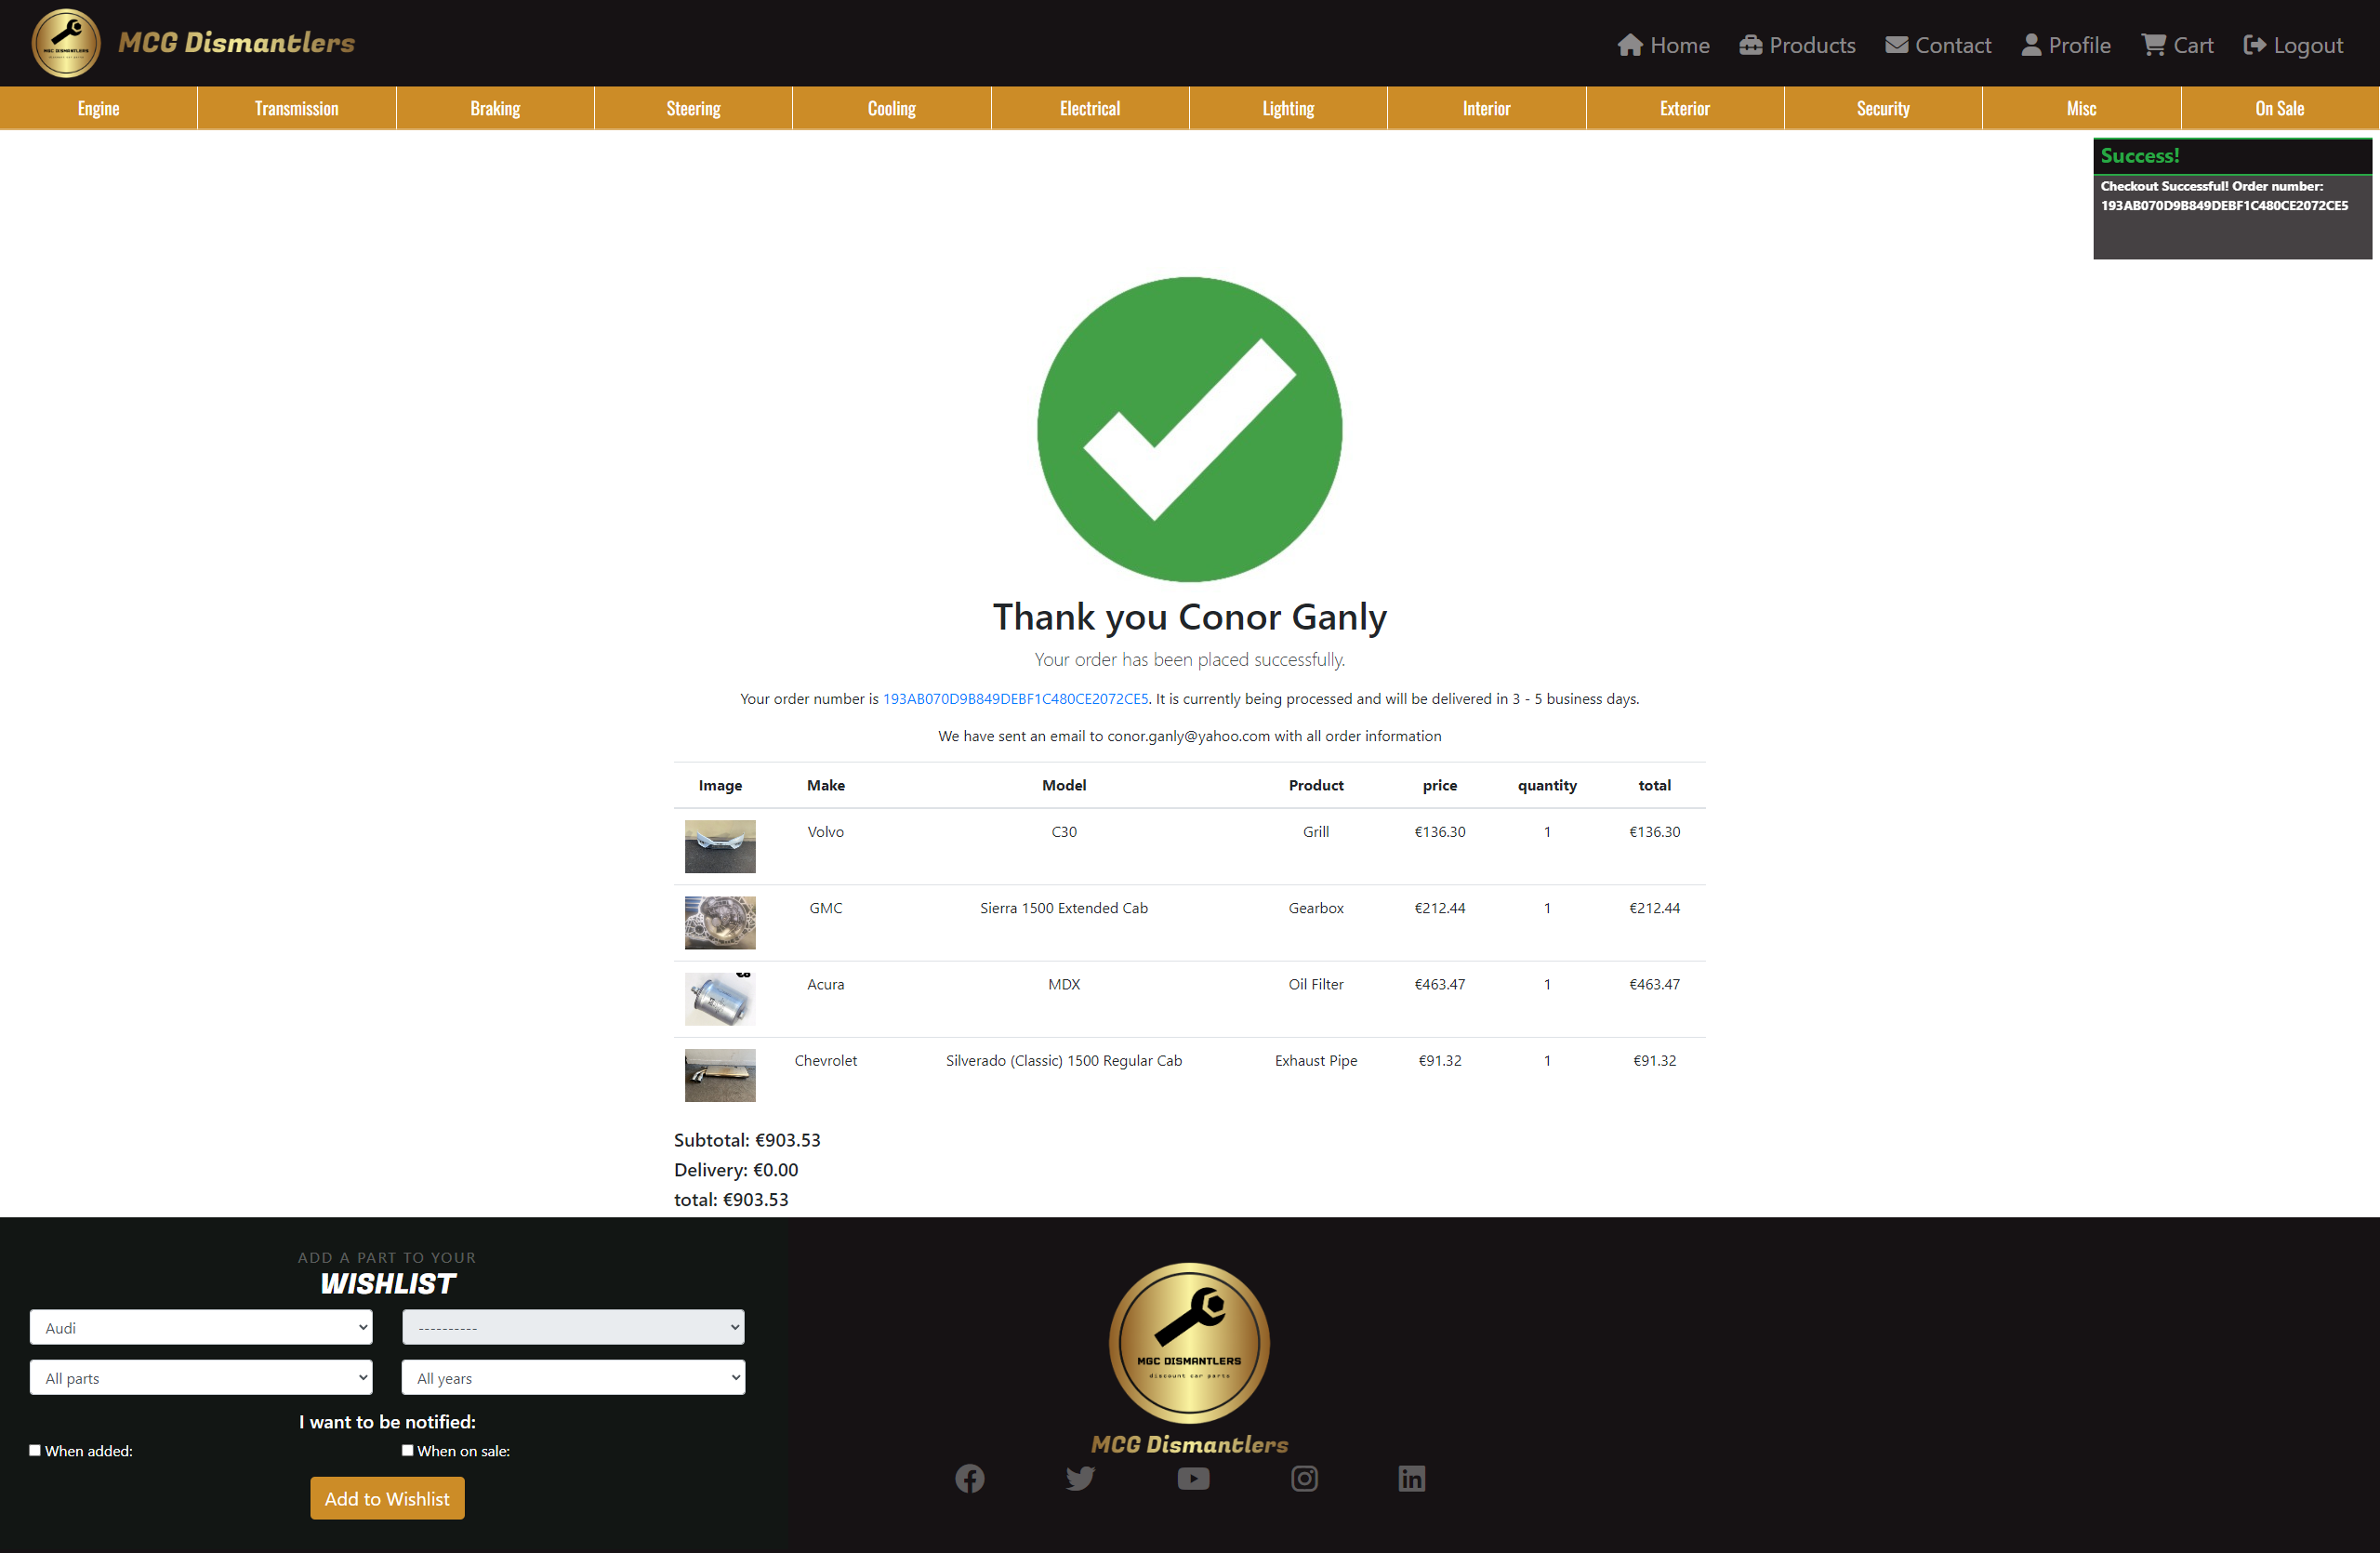 MCG Dismantlers
Home Products Contact Profile Cart Logout
Engine Transmission Braking Steering Cooling Electrical Lighting Interior Exterior Security Misc On Sale
Success!
Checkout Successful! Order number:
193AB070D9B849DEBF1C480CE2072CE5
Thank you Conor Ganly
Your order has been placed successfully.
Your order number is 193AB070D9B849DEBF1C480CE2072CE5. It is currently being processed and will be delivered in 3 - 5 business days.
We have sent an email to conor.ganly@yahoo.com with all order information
Image Make Model Product price quantity total
Volvo C30 Grill €136.30 1 €136.30
GMC Sierra 1500 Extended Cab Gearbox €212.44 1 €212.44
Acura MDX Oil Filter €463.47 1 €463.47
Chevrolet Silverado (Classic) 1500 Regular Cab Exhaust Pipe €91.32 1 €91.32
Subtotal: €903.53
Delivery: €0.00
total: €903.53
ADD A PART TO YOUR
WISHLIST
Audi ----------
All parts All years
I want to be notified:
When added: When on sale:
Add to Wishlist
MGC DISMANTLERS
discount car parts
MCG Dismantlers